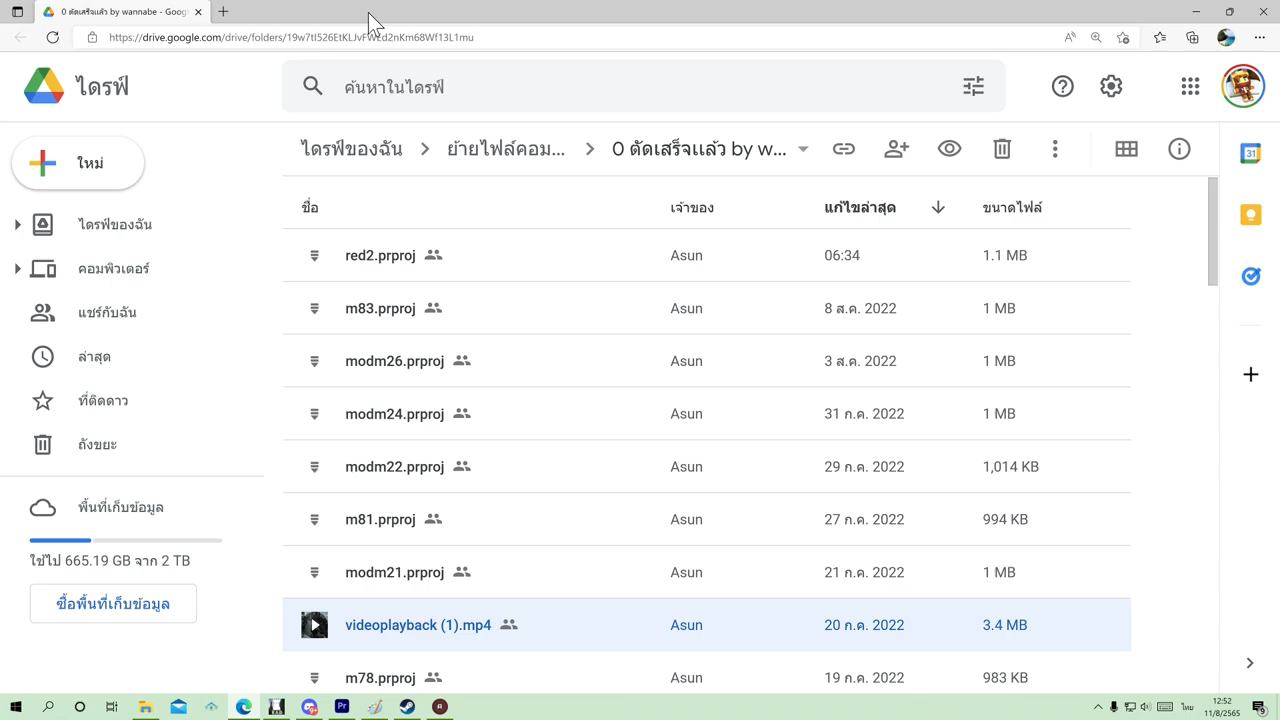 0 ตัดเสร็จแล้ว by wannabe - Goog
ไดรฟ์
ค้นหาในไดรฟ์
ใหม่
ไดรฟ์ของฉัน
คอมพิวเตอร์
แชร์กับฉัน
ล่าสุด
ที่ติดดาว
ถังขยะ
พื้นที่เก็บข้อมูล
ใช้ไป 665.19 GB จาก 2 TB
ซื้อพื้นที่เก็บข้อมูล
ไดรฟ์ของฉัน ย้ายไฟล์คอม... 0 ตัดเสร็จแล้ว by w...
ชื่อ เจ้าของ แก้ไขล่าสุด ขนาดไฟล์
red2.prproj Asun 06:34 1.1 MB
m83.prproj Asun 8 ส.ค. 2022 1 MB
modm26.prproj Asun 3 ส.ค. 2022 1 MB
modm24.prproj Asun 31 ก.ค. 2022 1 MB
modm22.prproj Asun 29 ก.ค. 2022 1,014 KB
m81.prproj Asun 27 ก.ค. 2022 994 KB
modm21.prproj Asun 21 ก.ค. 2022 1 MB
videoplayback (1).mp4 Asun 20 ก.ค. 2022 3.4 MB
m78.prproj Asun 19 ก.ค. 2022 983 KB
31
Pr
ไทย
12:52
11/8/2565